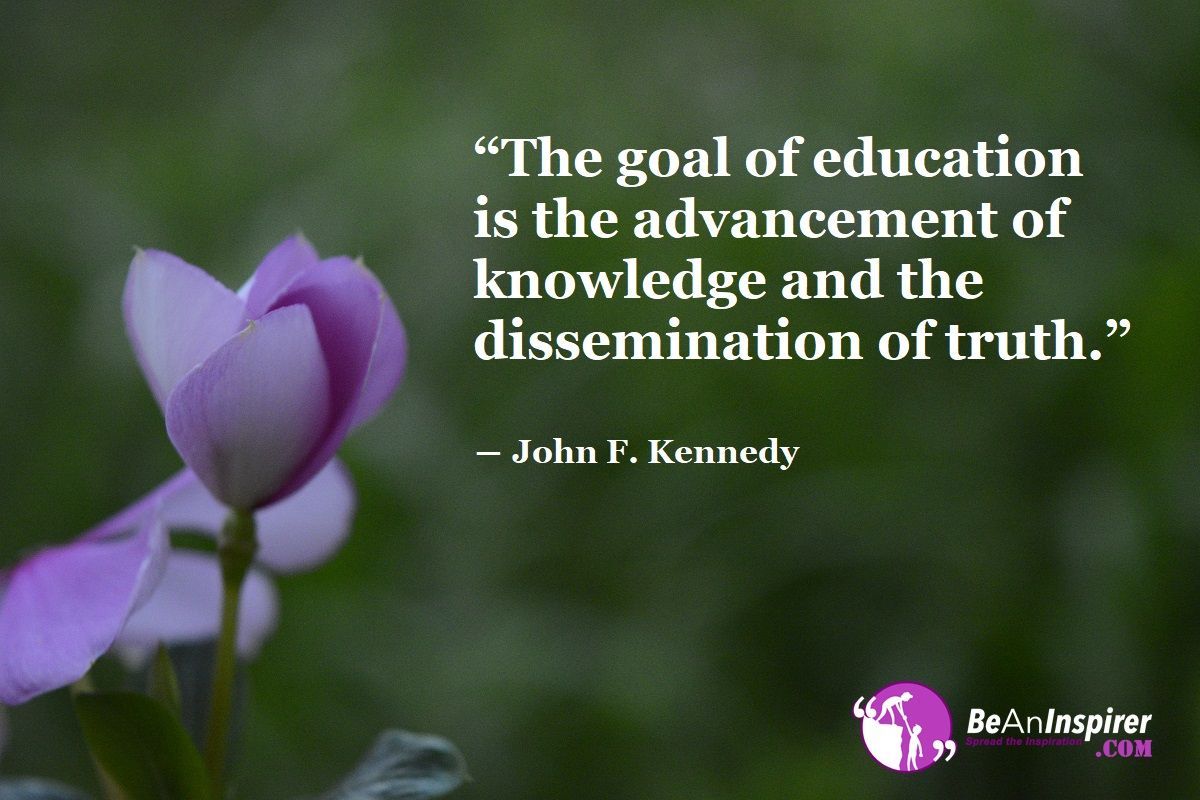 “The goal of education
is the advancement of
knowledge and the
dissemination of truth.”
— John F. Kennedy
BeAnInspirer
Spread the Inspiration.
.COM